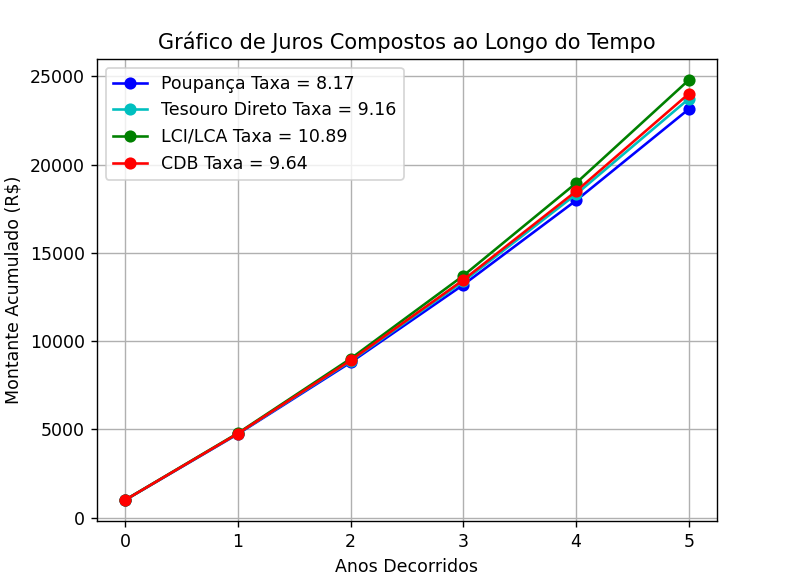 Gráfico de Juros Compostos ao Longo do Tempo
Poupança Taxa = 8.17
Tesouro Direto Taxa = 9.16
LCI/LCA Taxa = 10.89
CDB Taxa = 9.64
Montante Acumulado (R$)
25000
20000
15000
10000
5000
0
0 1 2 3 4 5
Anos Decorridos